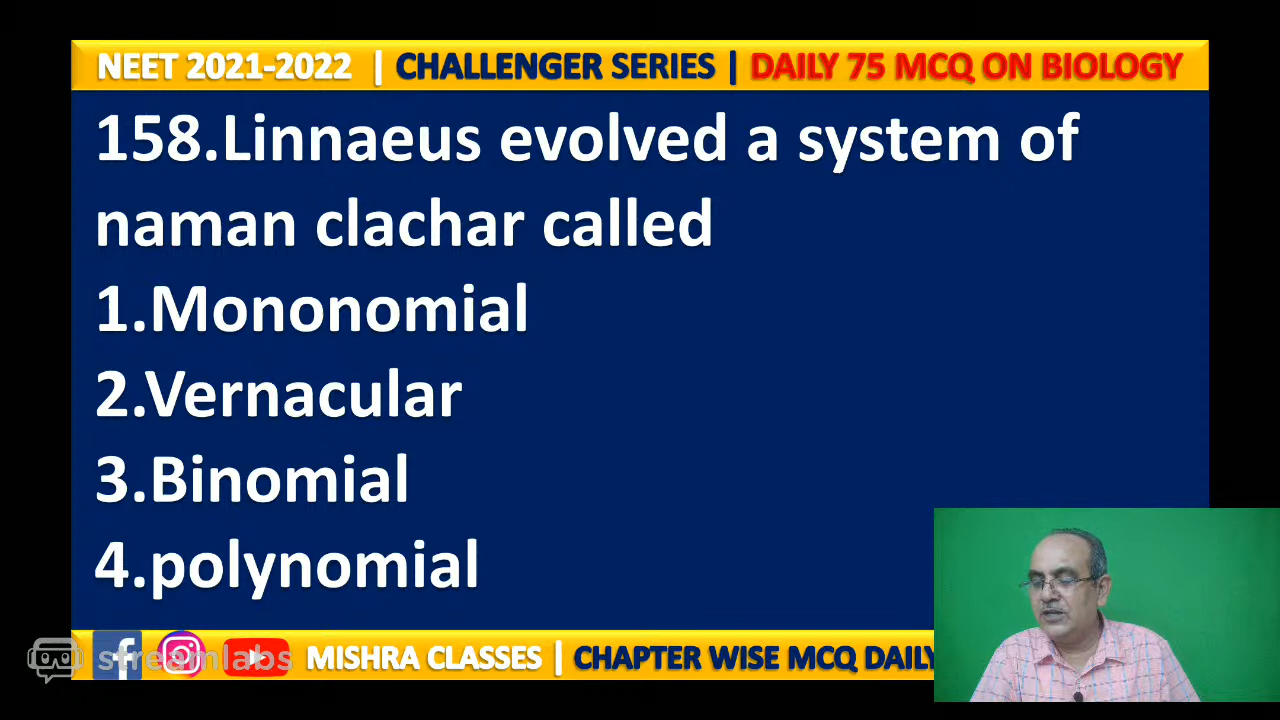 NEET 2021-2022 | CHALLENGER SERIES | DAILY 75 MCQ ON BIOLOGY
158.Linnaeus evolved a system of
naman clachar called
1.Mononomial
2.Vernacular
3.Binomial
4.polynomial
streamlabs
MISHRA CLASSES | CHAPTER WISE MCQ DAILY